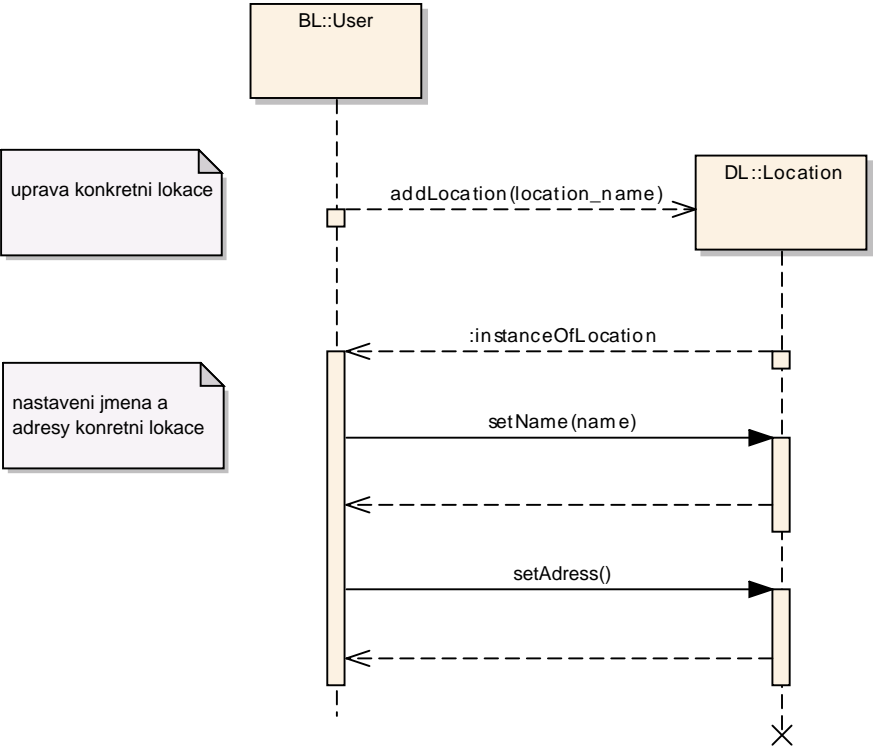 BL::User
uprava konkretni lokace
DL::Location
addLocation(location_name)
:instanceOfLocation
nastaveni jmena a
adresy konretni lokace
setName(name)
setAdress()